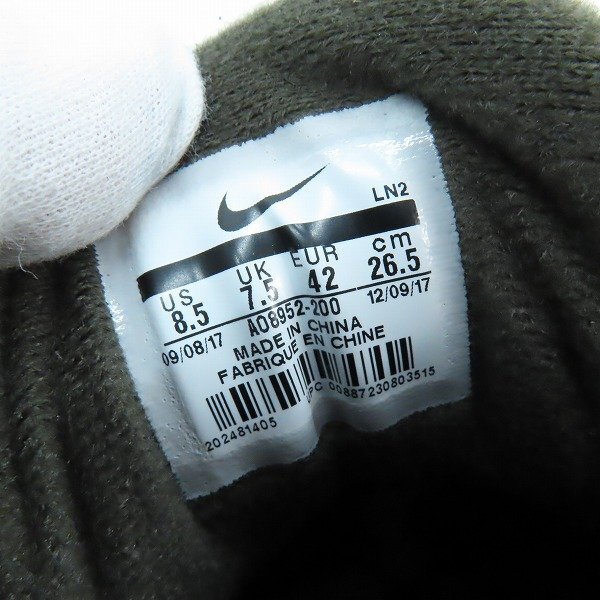 LN2
US UK EUR cm
8.5 7.5 42 26.5
09/08/17 AO8952-200 12/09/17
MADE IN CHINA
FABRIQUE EN CHINE
202481405 UPC 00887230803515